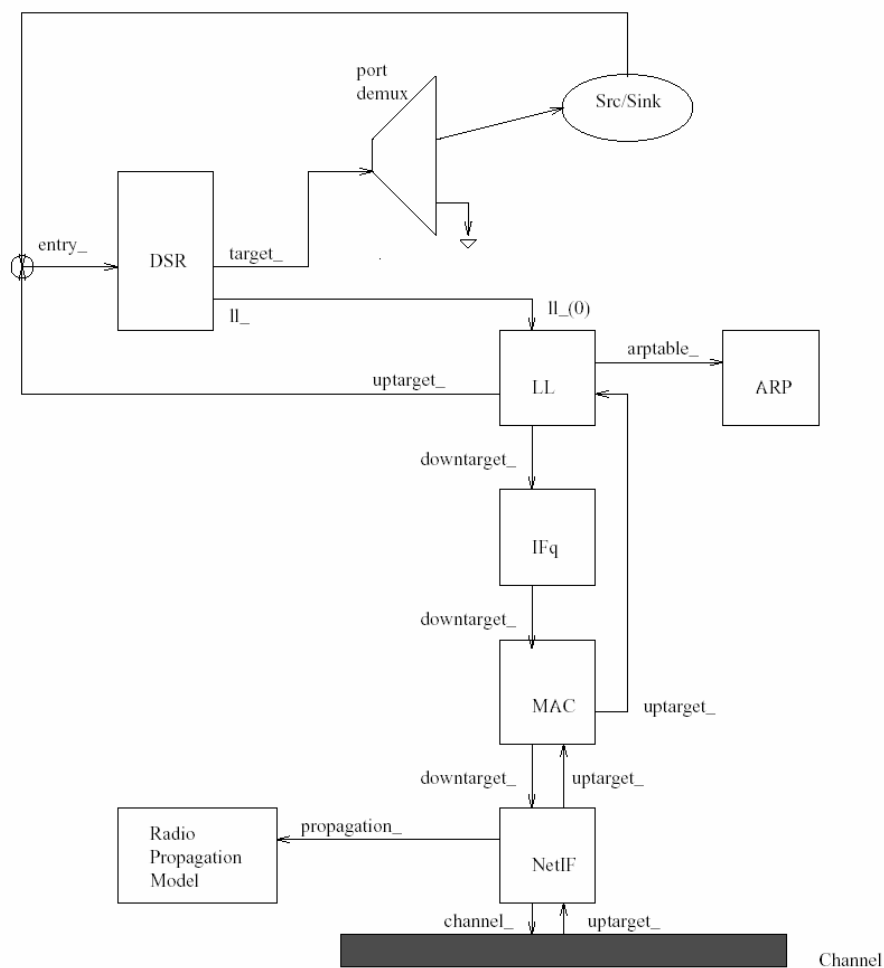 port
demux
Src/Sink
entry_
DSR
target_
ll_
ll_(0)
arptable_
uptarget_
LL
ARP
downtarget_
IFq
downtarget_
MAC
uptarget_
downtarget_
uptarget_
propagation_
Radio
Propagation
Model
NetIF
channel_
uptarget_
Channel